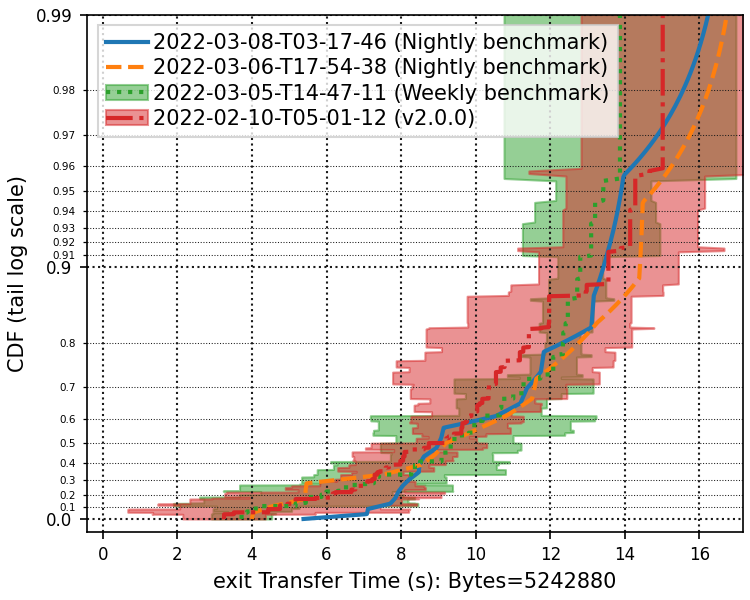 2022-03-08-T03-17-46 (Nightly benchmark)
2022-03-06-T17-54-38 (Nightly benchmark)
2022-03-05-T14-47-11 (Weekly benchmark)
2022-02-10-T05-01-12 (v2.0.0)
CDF (tail log scale)
0.99
0.98
0.97
0.96
0.95
0.94
0.93
0.92
0.91
0.9
0.8
0.7
0.6
0.5
0.4
0.3
0.2
0.1
0.0
0 2 4 6 8 10 12 14 16
exit Transfer Time (s): Bytes=5242880